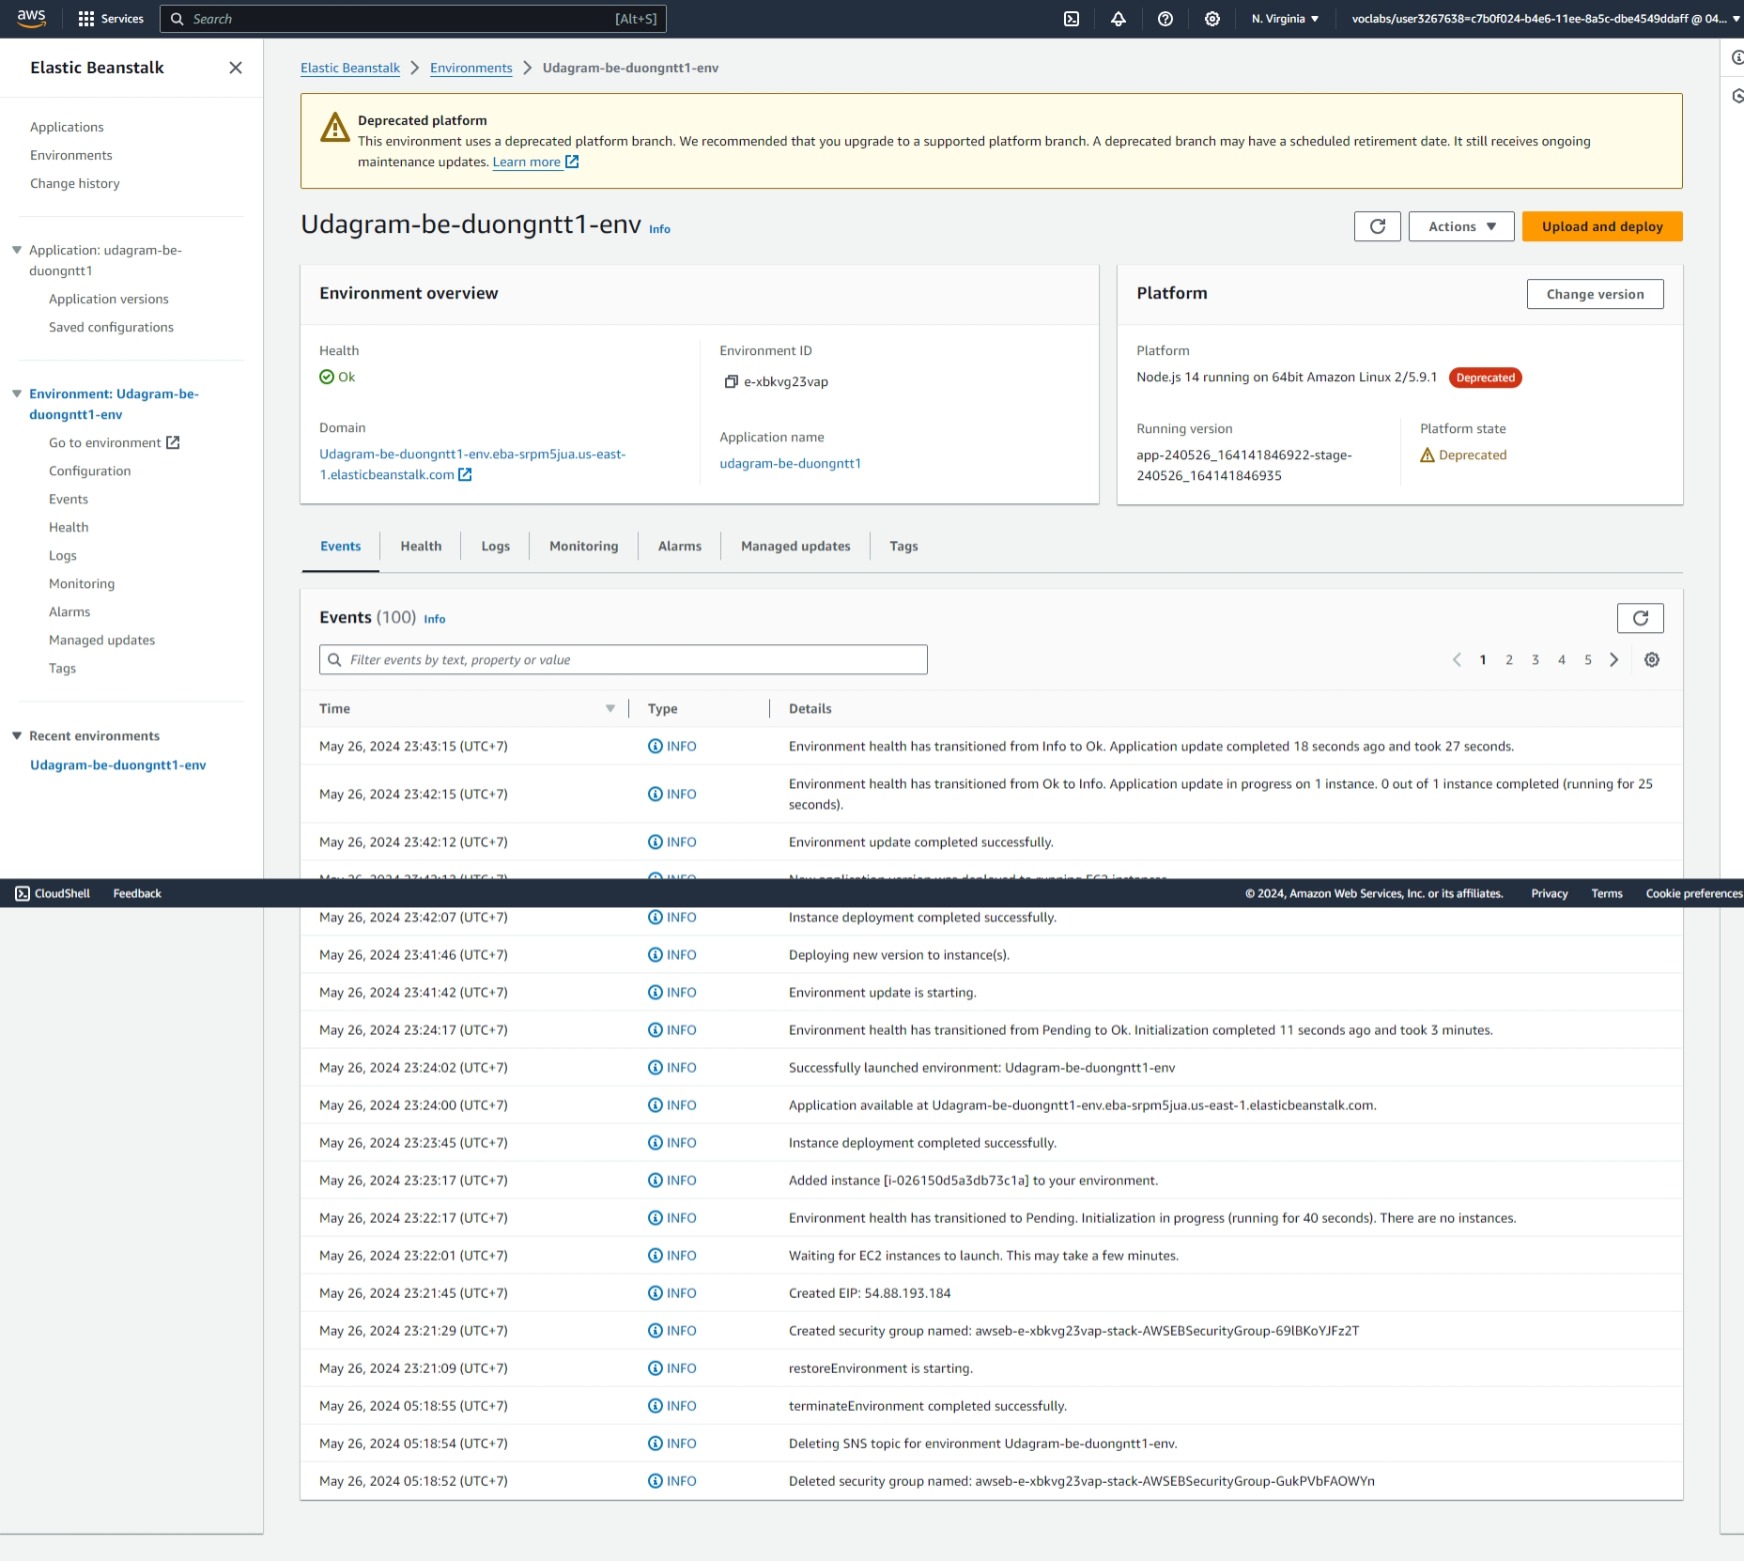 aws
Services
Search
[Alt+S]
N. Virginia
voclabs/user3267638=c7b0f024-b4e6-11ee-8a5c-dbe4549ddaff @ 04...
Elastic Beanstalk
Applications
Environments
Change history
Application: udagram-be-
duongntt1
Application versions
Saved configurations
Environment: Udagram-be-
duongntt1-env
Go to environment
Configuration
Events
Health
Logs
Monitoring
Alarms
Managed updates
Tags
Recent environments
Udagram-be-duongntt1-env
Elastic Beanstalk > Environments > Udagram-be-duongntt1-env
Deprecated platform
This environment uses a deprecated platform branch. We recommended that you upgrade to a supported platform branch. A deprecated branch may have a scheduled retirement date. It still receives ongoing
maintenance updates. Learn more
Udagram-be-duongntt1-env Info
Actions
Upload and deploy
Environment overview
Health
Ok
Domain
Udagram-be-duongntt1-env.eba-srpm5jua.us-east-
1.elasticbeanstalk.com
Environment ID
e-xbkvg23vap
Application name
udagram-be-duongntt1
Platform
Change version
Platform
Node.js 14 running on 64bit Amazon Linux 2/5.9.1 Deprecated
Running version
app-240526_164141846922-stage-
240526_164141846935
Platform state
Deprecated
Events Health Logs Monitoring Alarms Managed updates Tags
Events (100) Info
Filter events by text, property or value
1 2 3 4 5
Time Type Details
May 26, 2024 23:43:15 (UTC+7) INFO Environment health has transitioned from Info to Ok. Application update completed 18 seconds ago and took 27 seconds.
May 26, 2024 23:42:15 (UTC+7) INFO Environment health has transitioned from Ok to Info. Application update in progress on 1 instance. 0 out of 1 instance completed (running for 25
seconds).
May 26, 2024 23:42:12 (UTC+7) INFO Environment update completed successfully.
May 26, 2024 23:42:12 (UTC+7) INFO New application version was deployed to running EC2 instances.
CloudShell Feedback © 2024, Amazon Web Services, Inc. or its affiliates. Privacy Terms Cookie preferences
May 26, 2024 23:42:07 (UTC+7) INFO Instance deployment completed successfully.
May 26, 2024 23:41:46 (UTC+7) INFO Deploying new version to instance(s).
May 26, 2024 23:41:42 (UTC+7) INFO Environment update is starting.
May 26, 2024 23:24:17 (UTC+7) INFO Environment health has transitioned from Pending to Ok. Initialization completed 11 seconds ago and took 3 minutes.
May 26, 2024 23:24:02 (UTC+7) INFO Successfully launched environment: Udagram-be-duongntt1-env
May 26, 2024 23:24:00 (UTC+7) INFO Application available at Udagram-be-duongntt1-env.eba-srpm5jua.us-east-1.elasticbeanstalk.com.
May 26, 2024 23:23:45 (UTC+7) INFO Instance deployment completed successfully.
May 26, 2024 23:23:17 (UTC+7) INFO Added instance [i-026150d5a3db73c1a] to your environment.
May 26, 2024 23:22:17 (UTC+7) INFO Environment health has transitioned to Pending. Initialization in progress (running for 40 seconds). There are no instances.
May 26, 2024 23:22:01 (UTC+7) INFO Waiting for EC2 instances to launch. This may take a few minutes.
May 26, 2024 23:21:45 (UTC+7) INFO Created EIP: 54.88.193.184
May 26, 2024 23:21:29 (UTC+7) INFO Created security group named: awseb-e-xbkvg23vap-stack-AWSEBSecurityGroup-69lBKoYJFz2T
May 26, 2024 23:21:09 (UTC+7) INFO restoreEnvironment is starting.
May 26, 2024 05:18:55 (UTC+7) INFO terminateEnvironment completed successfully.
May 26, 2024 05:18:54 (UTC+7) INFO Deleting SNS topic for environment Udagram-be-duongntt1-env.
May 26, 2024 05:18:52 (UTC+7) INFO Deleted security group named: awseb-e-xbkvg23vap-stack-AWSEBSecurityGroup-GukPVbFAOWYn